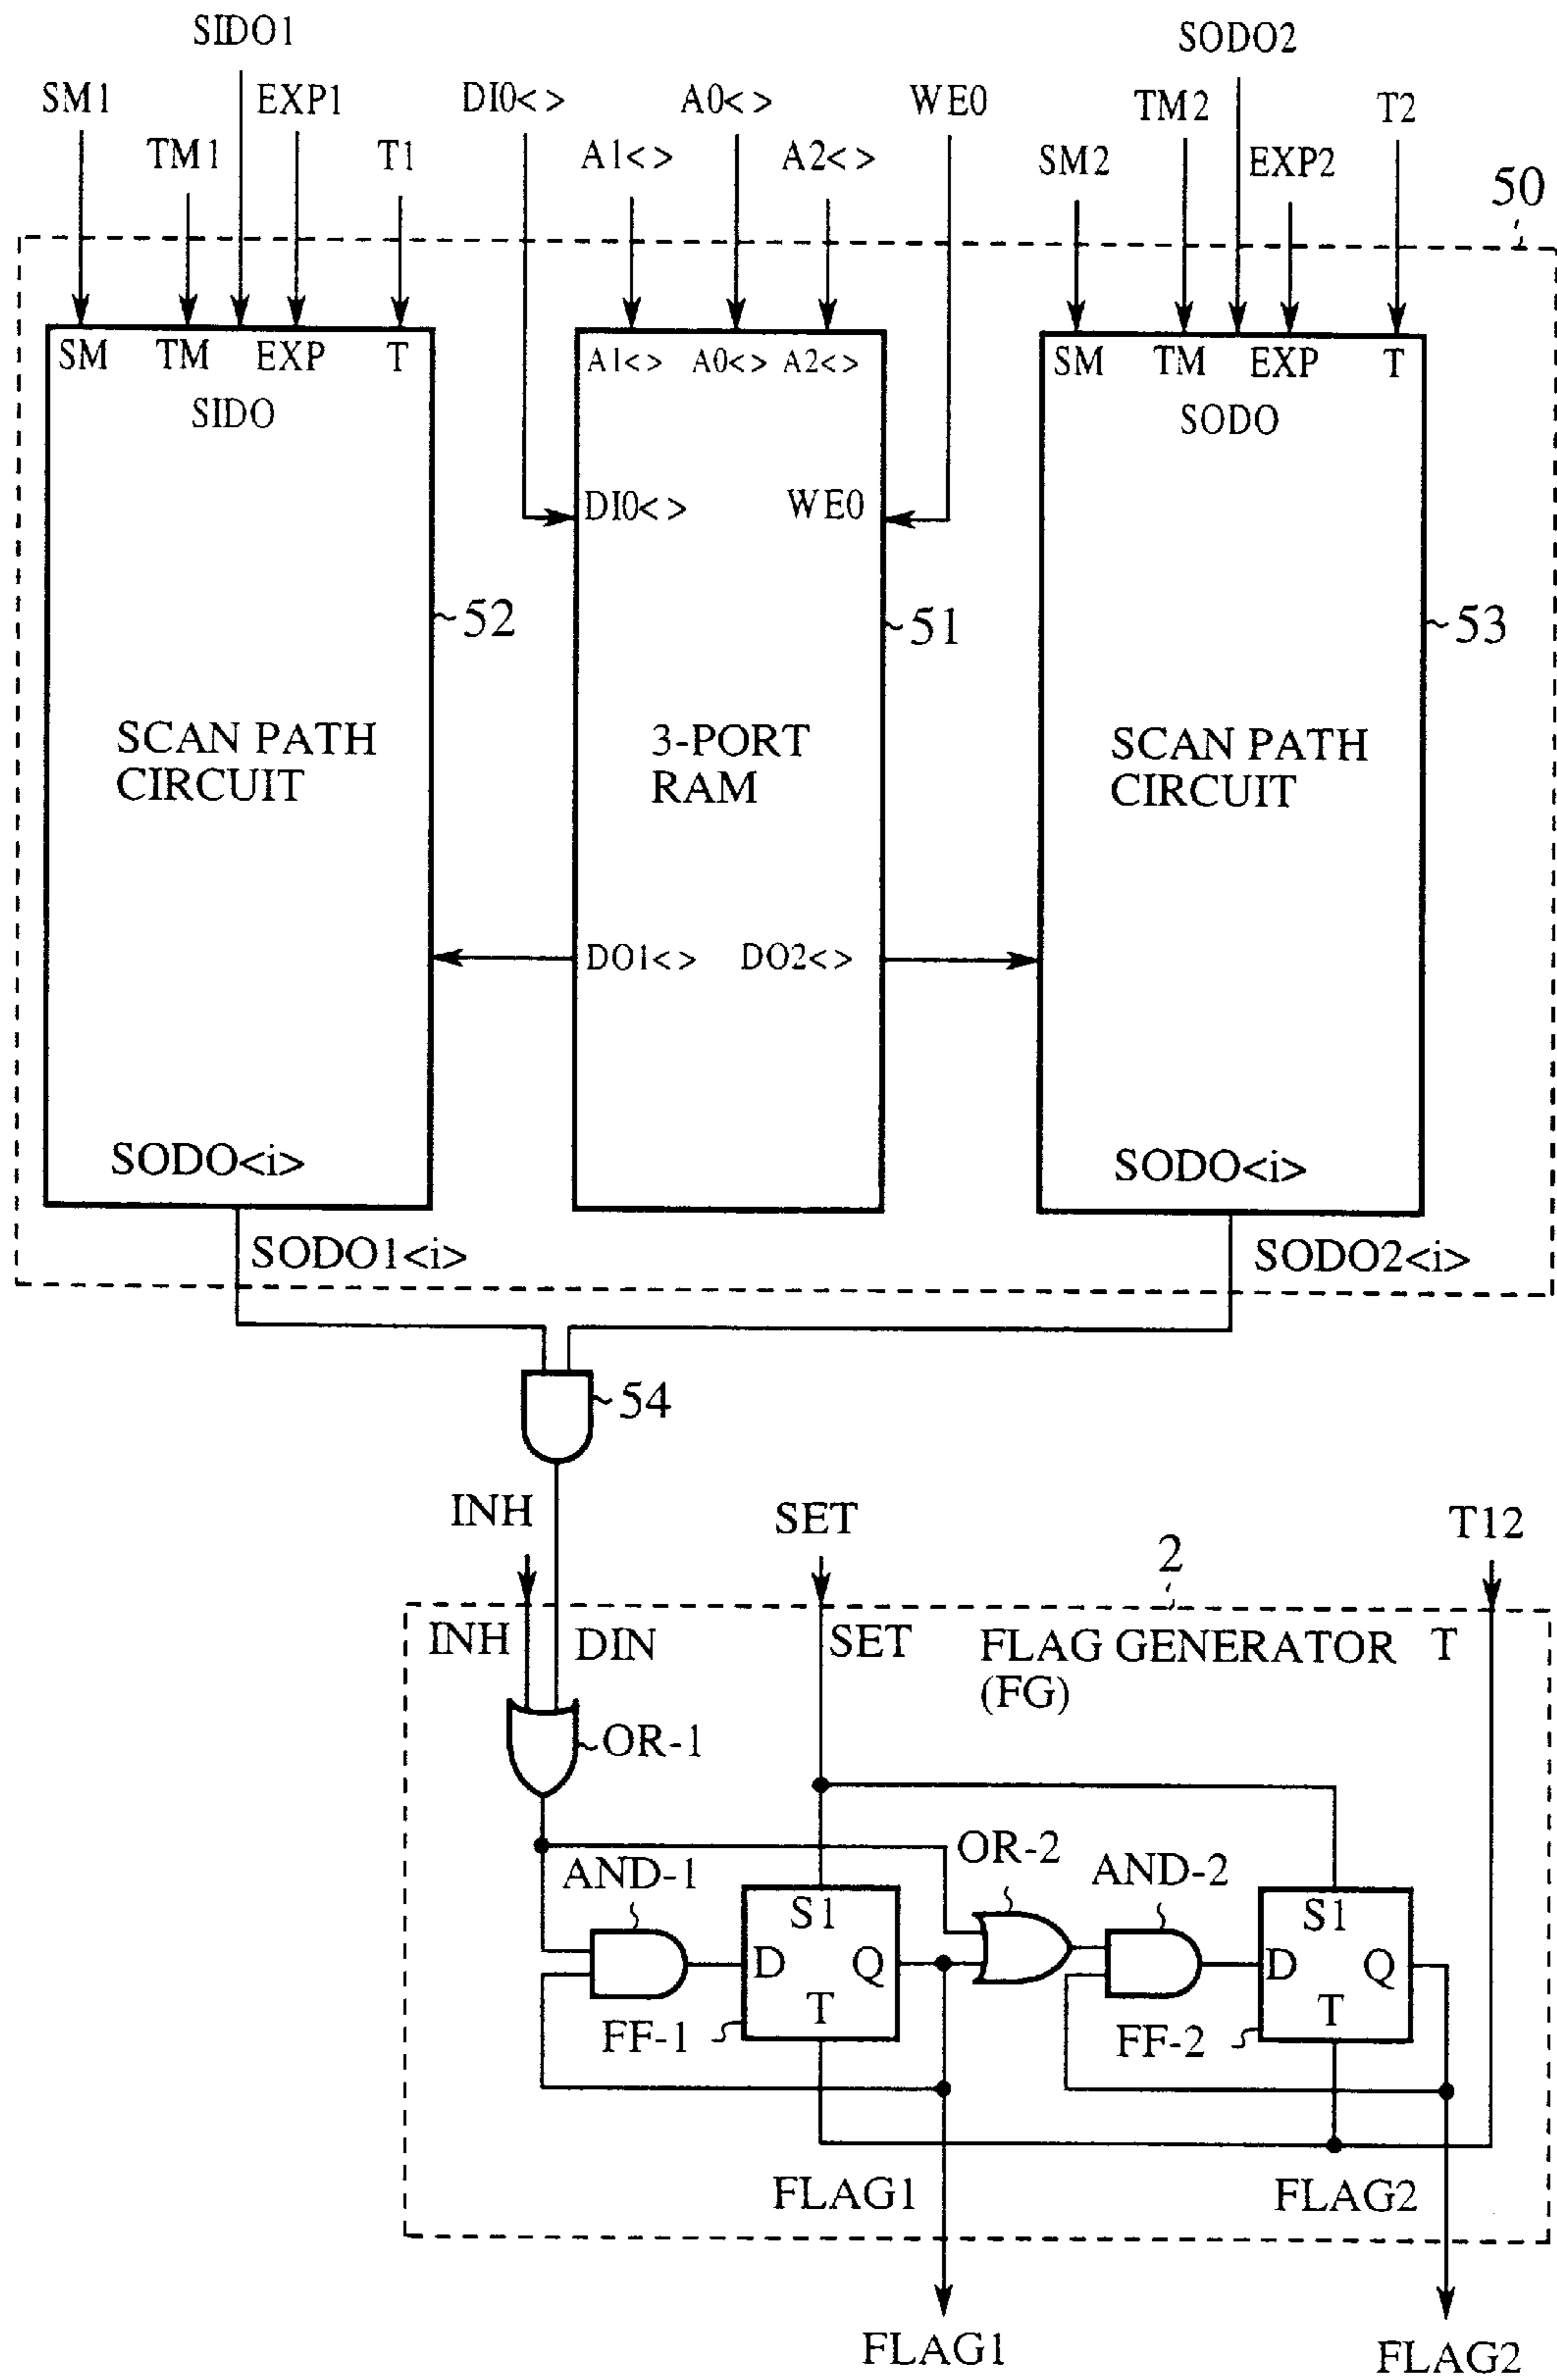 SIDO1
SODO2
SM1
EXP1
DI0<>
A0<>
WE0
TM2
T2
TM1
T1
A1<>
A2<>
SM2
EXP2
50
SM TM EXP T
SIDO
A1<> A0<> A2<>
SM TM EXP T
SODO
DI0<>
WE0
52
51
53
SCAN PATH
CIRCUIT
3-PORT
RAM
SCAN PATH
CIRCUIT
DO1<>
DO2<>
SODO<i>
SODO<i>
SODO1<i>
SODO2<i>
54
INH
SET
T12
2
INH
DIN
SET
FLAG GENERATOR
(FG)
T
OR-1
OR-2
AND-1
AND-2
S1
D
Q
T
S1
D
Q
T
FF-1
FF-2
FLAG1
FLAG2
FLAG1
FLAG2